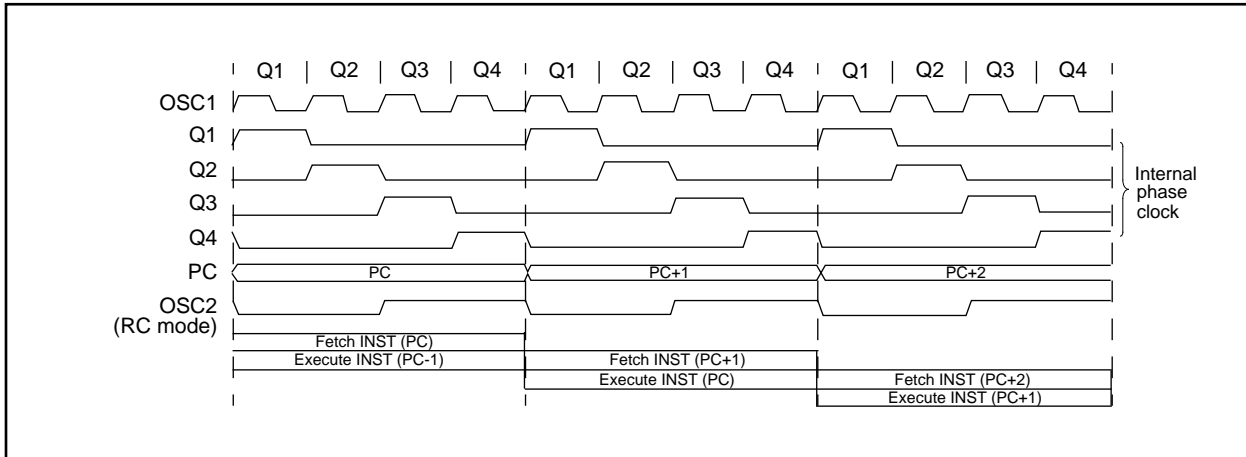 Q1 Q2 Q3 Q4 Q1 Q2 Q3 Q4 Q1 Q2 Q3 Q4
OSC1
Q1
Q2
Q3
Q4
PC
OSC2
(RC mode)
Internal
phase
clock
PC PC+1 PC+2
Fetch INST (PC)
Execute INST (PC-1) Fetch INST (PC+1)
Execute INST (PC) Fetch INST (PC+2)
Execute INST (PC+1)